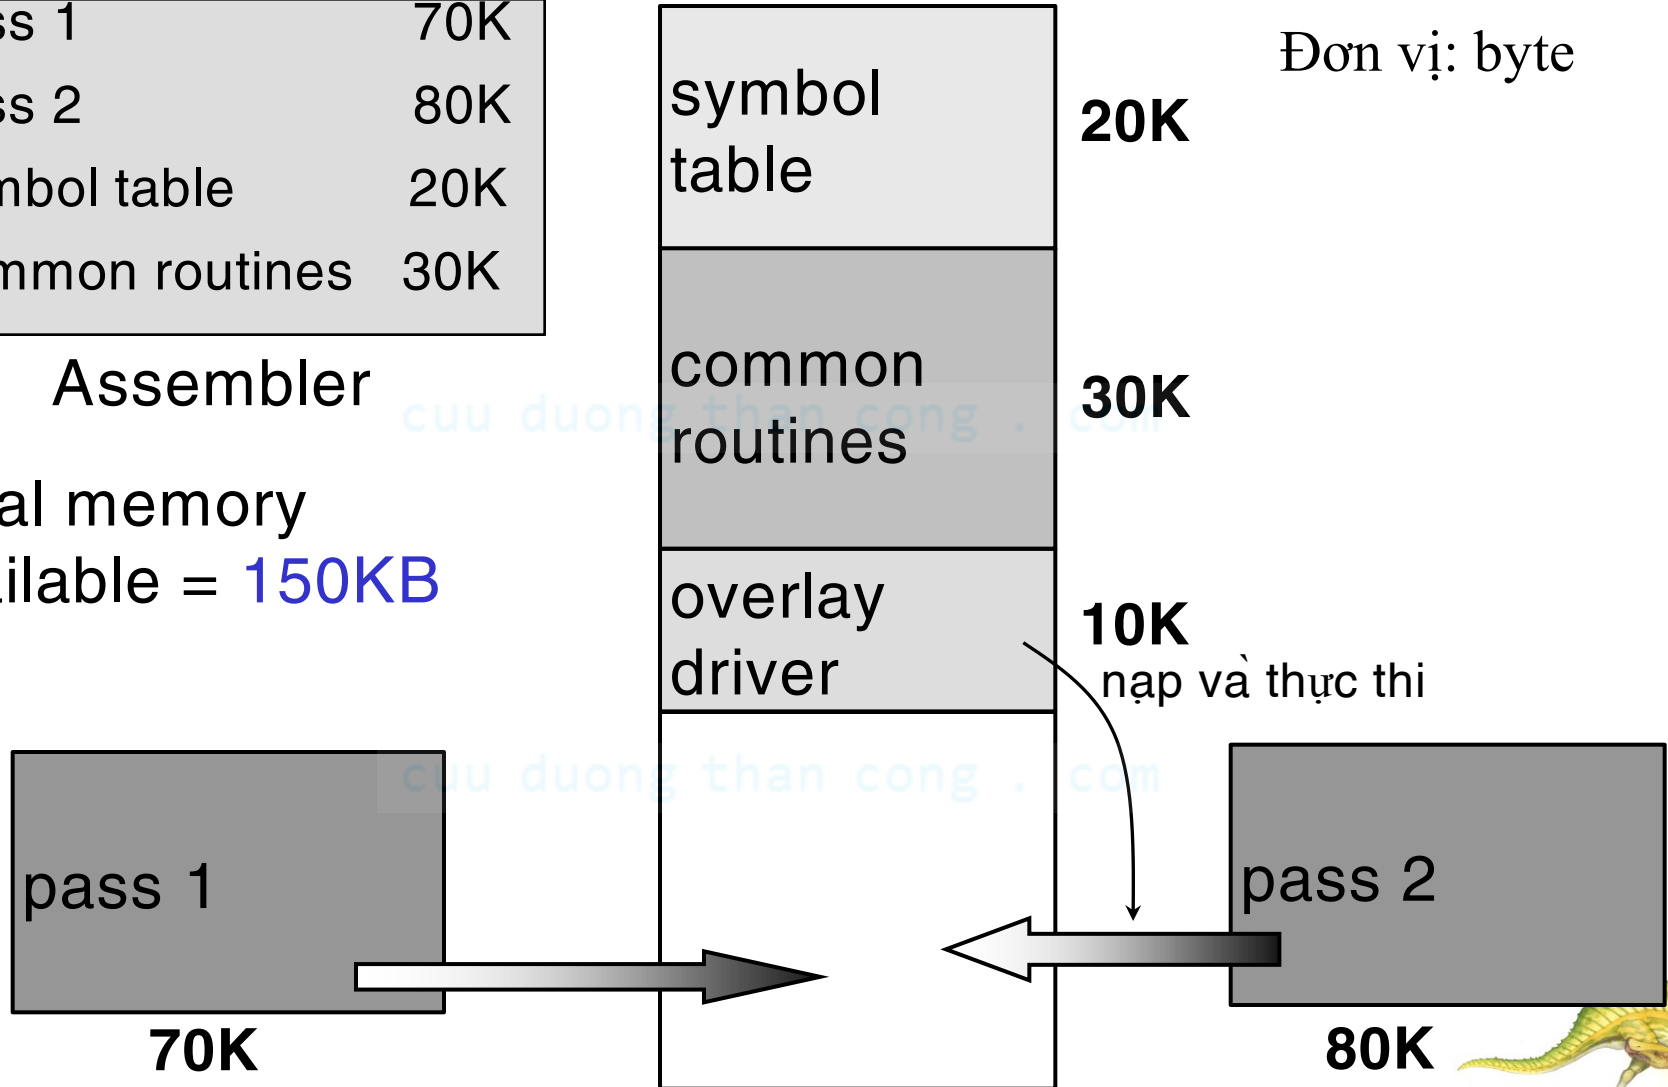 ss 1 70K
ss 2 80K
mbol table 20K
mmon routines 30K
Assembler
al memory
ilable = 150KB
symbol
table
20K
Đơn vị: byte
common
routines
30K
overlay
driver
10K
nạp và thực thi
cuu duong than cong . com
cuu duong than cong . com
pass 1
70K
pass 2
80K